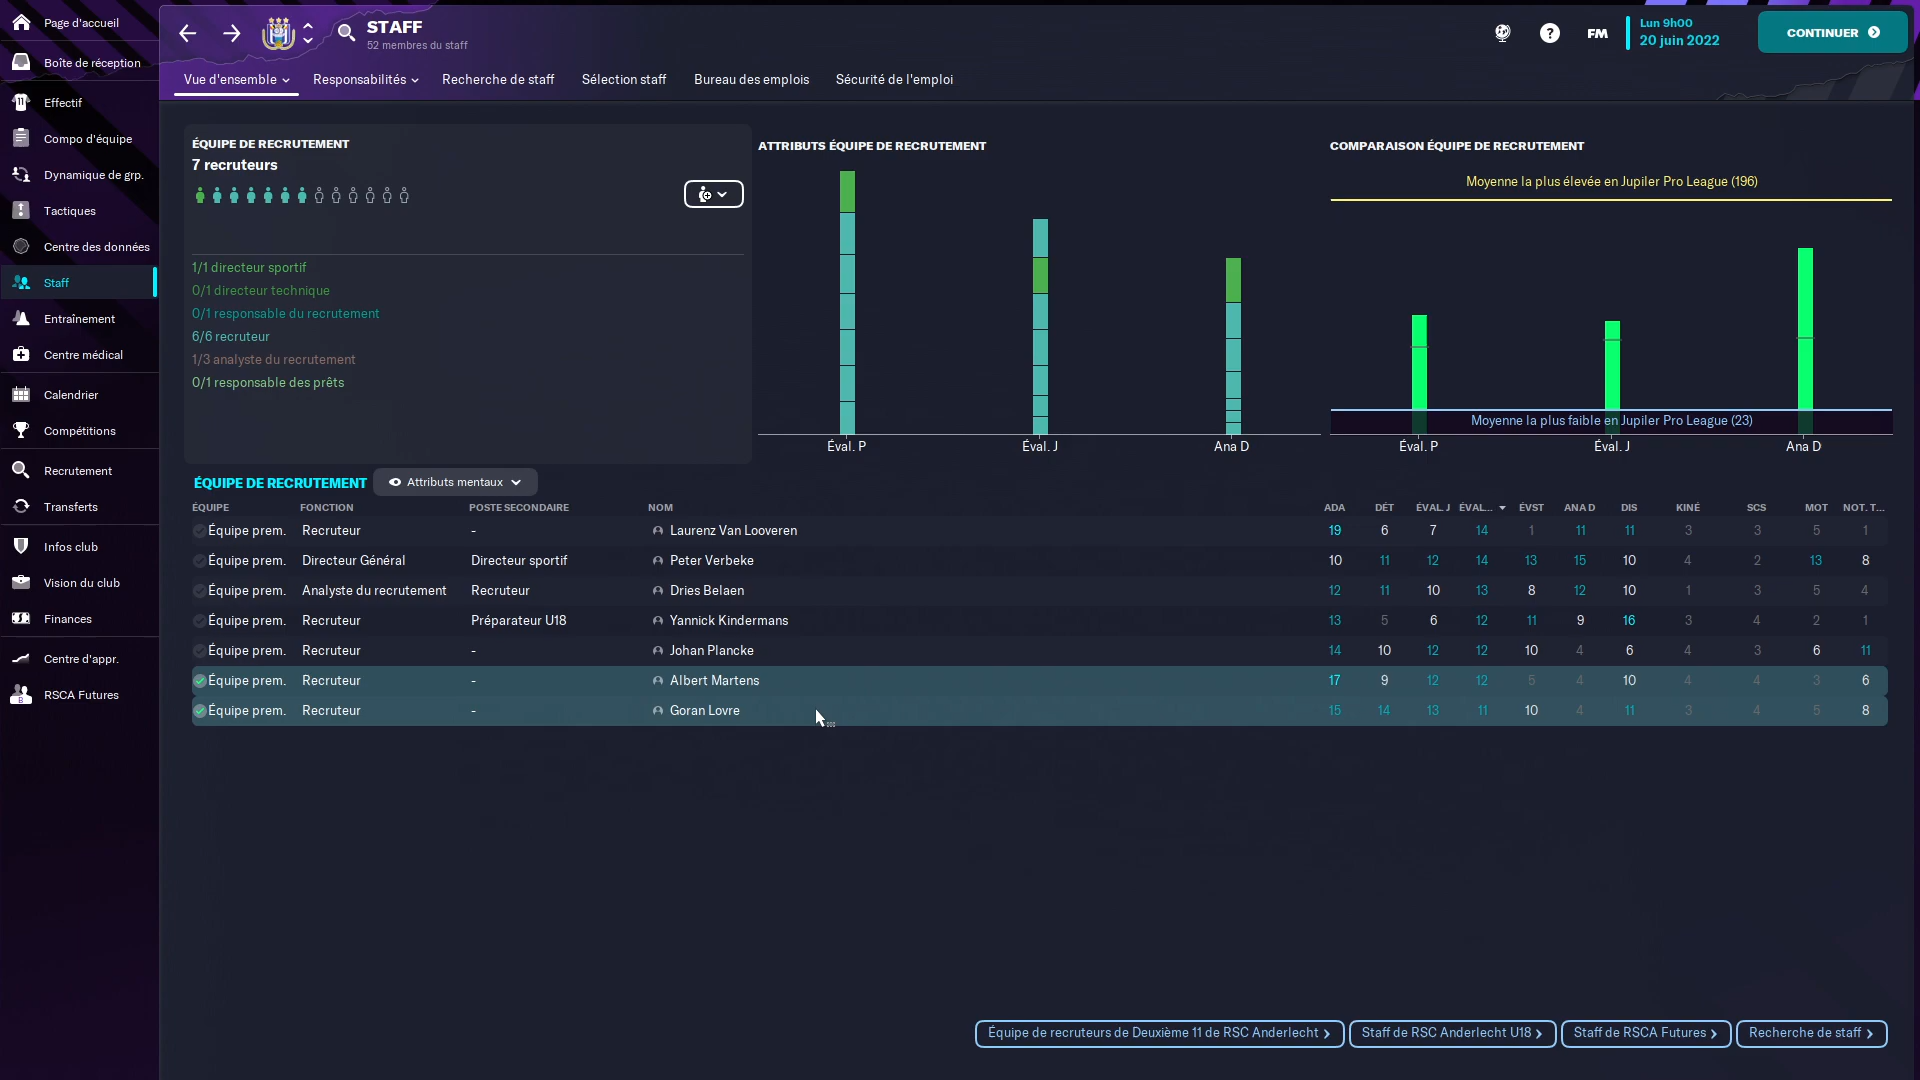 Page d'accueil
Boîte de réception
Effectif
Compo d'équipe
Dynamique de grp.
Tactiques
Centre des données
Staff
Entraînement
Centre médical
Calendrier
Compétitions
Recrutement
Transferts
Infos club
Vision du club
Finances
Centre d'appr.
RSCA Futures
STAFF
52 membres du staff
FM
Lun 9h00
20 juin 2022
CONTINUER
Vue d'ensemble
Responsabilités
Recherche de staff
Sélection staff
Bureau des emplois
Sécurité de l'emploi
ÉQUIPE DE RECRUTEMENT
7 recruteurs
1/1 directeur sportif
0/1 directeur technique
0/1 responsable du recrutement
6/6 recruteur
1/3 analyste du recrutement
0/1 responsable des prêts
ATTRIBUTS ÉQUIPE DE RECRUTEMENT
Éval. P Éval. J Ana D
COMPARAISON ÉQUIPE DE RECRUTEMENT
Moyenne la plus élevée en Jupiler Pro League (196)
Moyenne la plus faible en Jupiler Pro League (23)
Éval. P Éval. J Ana D
ÉQUIPE DE RECRUTEMENT Attributs mentaux
ÉQUIPE FONCTION POSTE SECONDAIRE NOM ADA DÉT ÉVAL. J ÉVAL... ÉVST ANA D DIS KINÉ SCS MOT NOT. T...
Équipe prem. Recruteur - Laurenz Van Looveren 19 6 7 14 1 11 11 3 3 5 1
Équipe prem. Directeur Général Directeur sportif Peter Verbeke 10 11 12 14 13 15 10 4 2 13 8
Équipe prem. Analyste du recrutement Recruteur Dries Belaen 12 11 10 13 8 12 10 1 3 5 4
Équipe prem. Recruteur Préparateur U18 Yannick Kindermans 13 5 6 12 11 9 16 3 4 2 1
Équipe prem. Recruteur - Johan Plancke 14 10 12 12 10 4 6 4 3 6 11
Équipe prem. Recruteur - Albert Martens 17 9 12 12 5 4 10 4 4 3 6
Équipe prem. Recruteur - Goran Lovre 15 14 13 11 10 4 11 3 4 5 8
Équipe de recruteurs de Deuxième 11 de RSC Anderlecht Staff de RSC Anderlecht U18 Staff de RSCA Futures Recherche de staff